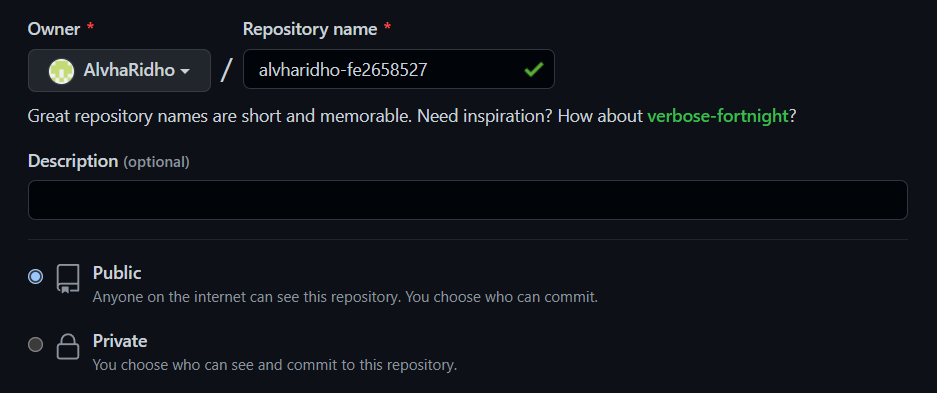 Owner * Repository name *
AlvhaRidho / alvharidho-fe2658527
Great repository names are short and memorable. Need inspiration? How about verbose-fortnight?
Description (optional)
Public
Anyone on the internet can see this repository. You choose who can commit.
Private
You choose who can see and commit to this repository.